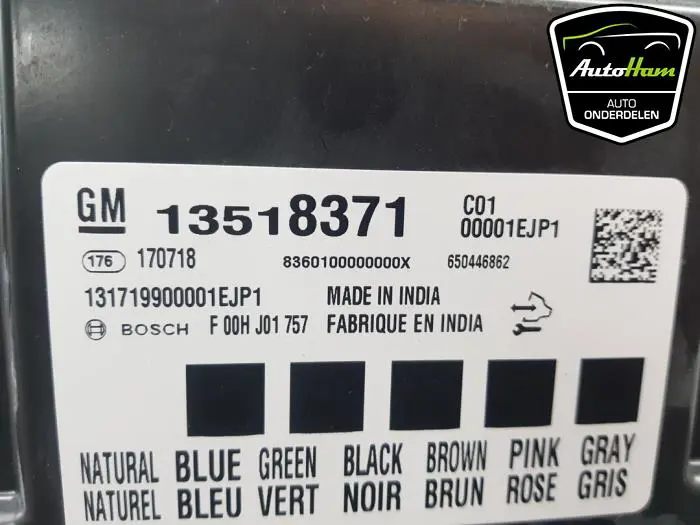 AutoHam
AUTO
ONDERDELEN
GM 13518371 C01
00001EJP1
176 170718 8360100000000X 650446862
131719900001EJP1 MADE IN INDIA
BOSCH F 00H J01 757 FABRIQUE EN INDIA
NATURAL BLUE GREEN BLACK BROWN PINK GRAY
NATUREL BLEU VERT NOIR BRUN ROSE GRIS